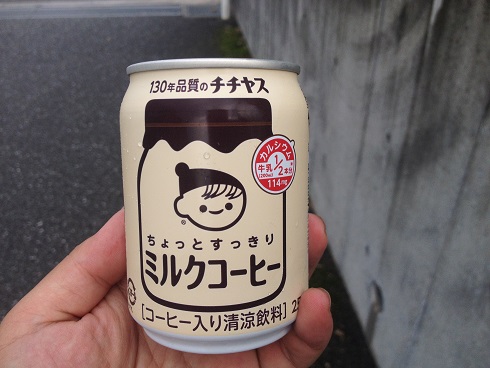 130年品質のチチヤス
カルシウム
牛乳(200ml)1/2本分
114mg
ちょっとすっきり
ミルクコーヒー
[コーヒー入り清涼飲料]